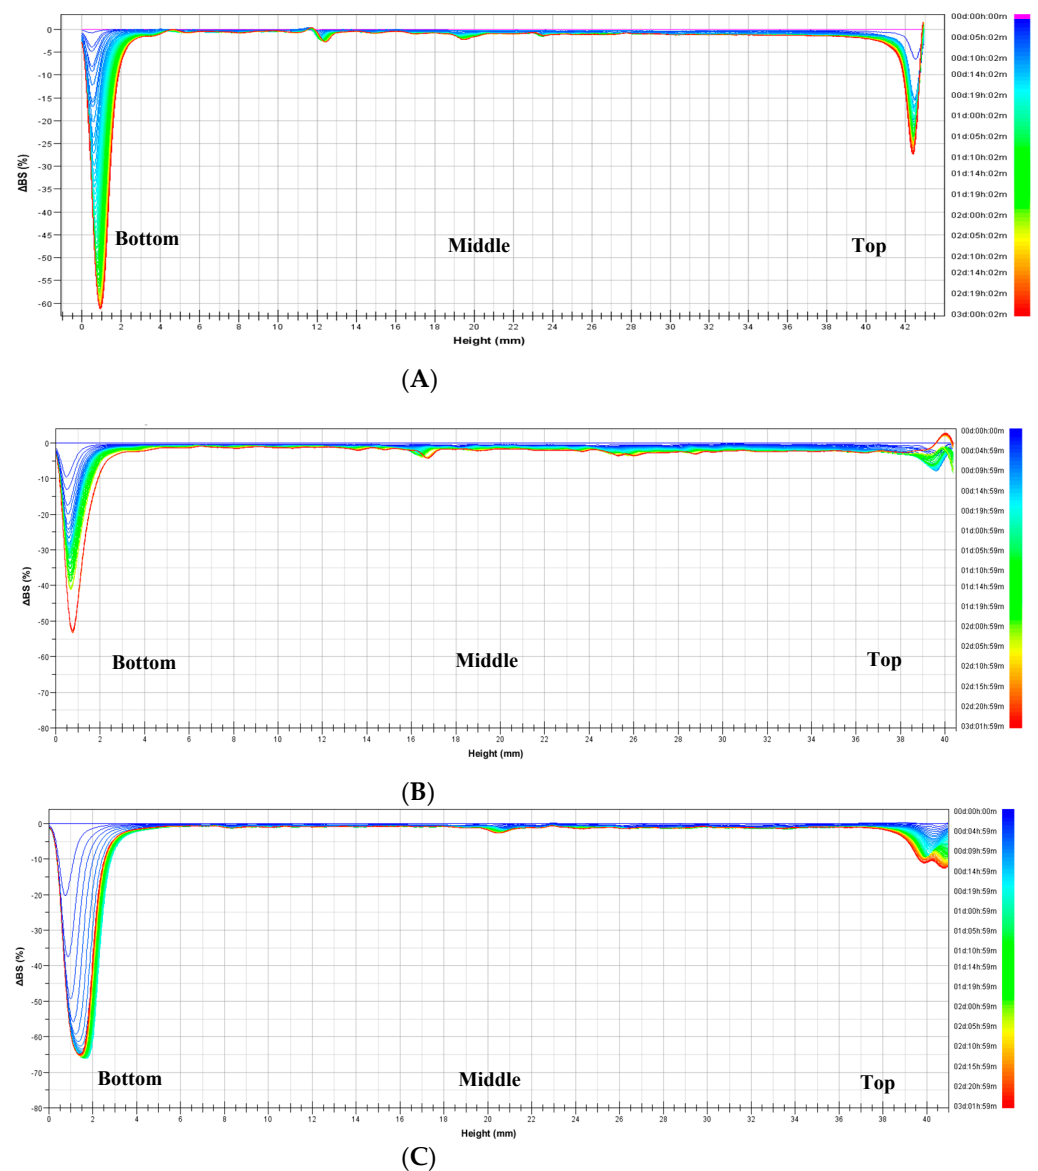 0
-5
-10
-15
-20
-25
-30
-35
-40
-45
-50
-55
-60
ΔBS (%)
Bottom
Middle
Top
0 2 4 6 8 10 12 14 16 18 20 22 24 26 28 30 32 34 36 38 40 42
Height (mm)
00d:00h:00m
00d:05h:02m
00d:10h:02m
00d:14h:02m
00d:19h:02m
01d:00h:02m
01d:05h:02m
01d:10h:02m
01d:14h:02m
01d:19h:02m
02d:00h:02m
02d:05h:02m
02d:10h:02m
02d:14h:02m
02d:19h:02m
03d:00h:02m
(A)
0
-10
-20
-30
-40
-50
-60
-70
-80
ΔBS (%)
Bottom
Middle
Top
0 2 4 6 8 10 12 14 16 18 20 22 24 26 28 30 32 34 36 38 40
Height (mm)
00d:00h:00m
00d:04h:59m
00d:09h:59m
00d:14h:59m
00d:19h:59m
01d:00h:59m
01d:05h:59m
01d:10h:59m
01d:14h:59m
01d:19h:59m
02d:00h:59m
02d:05h:59m
02d:10h:59m
02d:15h:59m
02d:20h:59m
03d:01h:59m
(B)
0
-10
-20
-30
-40
-50
-60
-70
-80
ΔBS (%)
Bottom
Middle
Top
0 2 4 6 8 10 12 14 16 18 20 22 24 26 28 30 32 34 36 38 40
Height (mm)
00d:00h:00m
00d:04h:59m
00d:09h:59m
00d:14h:59m
00d:19h:59m
01d:00h:59m
01d:05h:59m
01d:10h:59m
01d:14h:59m
01d:19h:59m
02d:00h:59m
02d:05h:59m
02d:10h:59m
02d:15h:59m
02d:20h:59m
03d:01h:59m
(C)